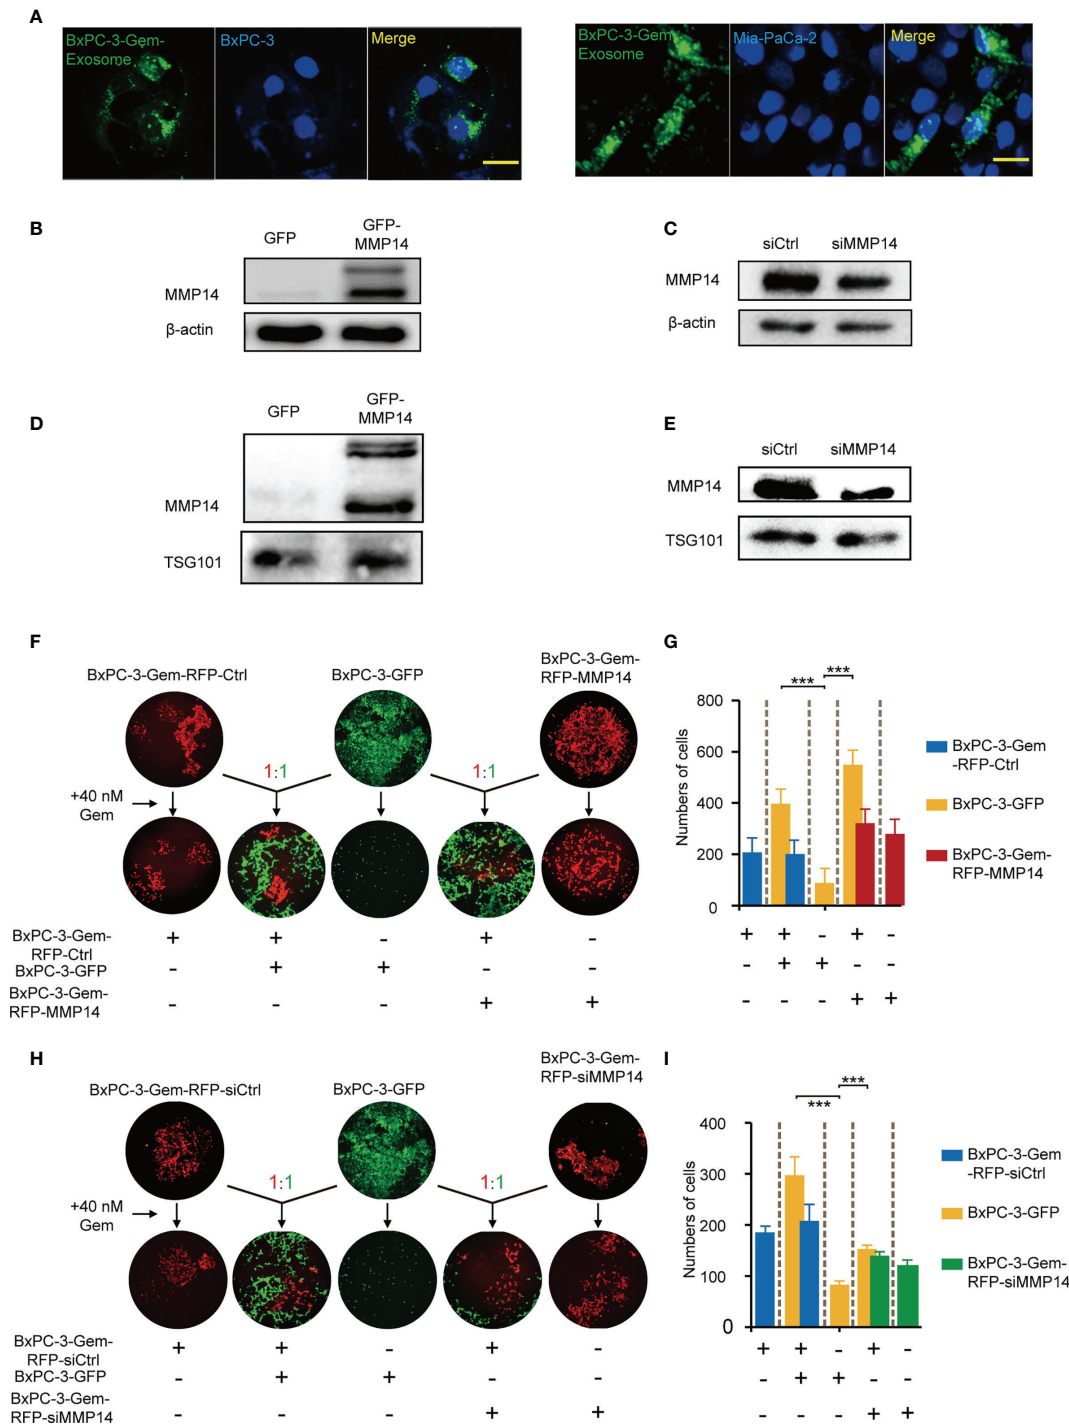 A
BxPC-3-Gem-
Exosome
BxPC-3
Merge
BxPC-3-Gem
Exosome
Mia-PaCa-2
Merge
B
GFP
GFP-
MMP14
MMP14
β-actin
C
siCtrl
siMMP14
MMP14
β-actin
D
GFP
GFP-
MMP14
MMP14
TSG101
E
siCtrl
siMMP14
MMP14
TSG101
F
BxPC-3-Gem-RFP-Ctrl
BxPC-3-GFP
BxPC-3-Gem-
RFP-MMP14
1:1
1:1
+40 nM
Gem
BxPC-3-Gem-
RFP-Ctrl
+ + - + -
BxPC-3-GFP
- + + - -
BxPC-3-Gem-
RFP-MMP14
- - - + +
G
*** ***
Numbers of cells
800
600
400
200
0
BxPC-3-Gem
-RFP-Ctrl
BxPC-3-GFP
BxPC-3-Gem-
RFP-MMP14
+ + - + -
- + + - -
- - - + +
H
BxPC-3-Gem-RFP-siCtrl
BxPC-3-GFP
BxPC-3-Gem-
RFP-siMMP14
1:1
1:1
+40 nM
Gem
BxPC-3-Gem-
RFP-siCtrl
+ + - + -
BxPC-3-GFP
- + + - -
BxPC-3-Gem-
RFP-siMMP14
- - - + +
I
*** ***
Numbers of cells
400
300
200
100
0
BxPC-3-Gem
-RFP-siCtrl
BxPC-3-GFP
BxPC-3-Gem-
RFP-siMMP14
+ + - + -
- + + - -
- - - + +